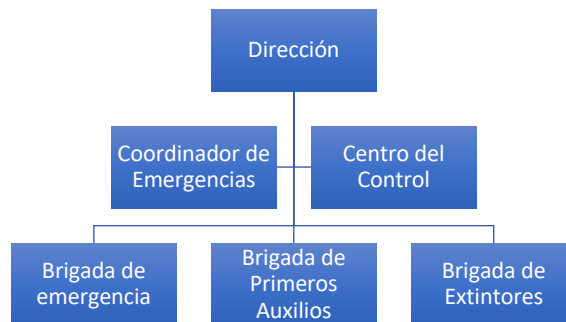 Dirección
Coordinador de
Emergencias
Centro del
Control
Brigada de
emergencia
Brigada de
Primeros
Auxilios
Brigada de
Extintores